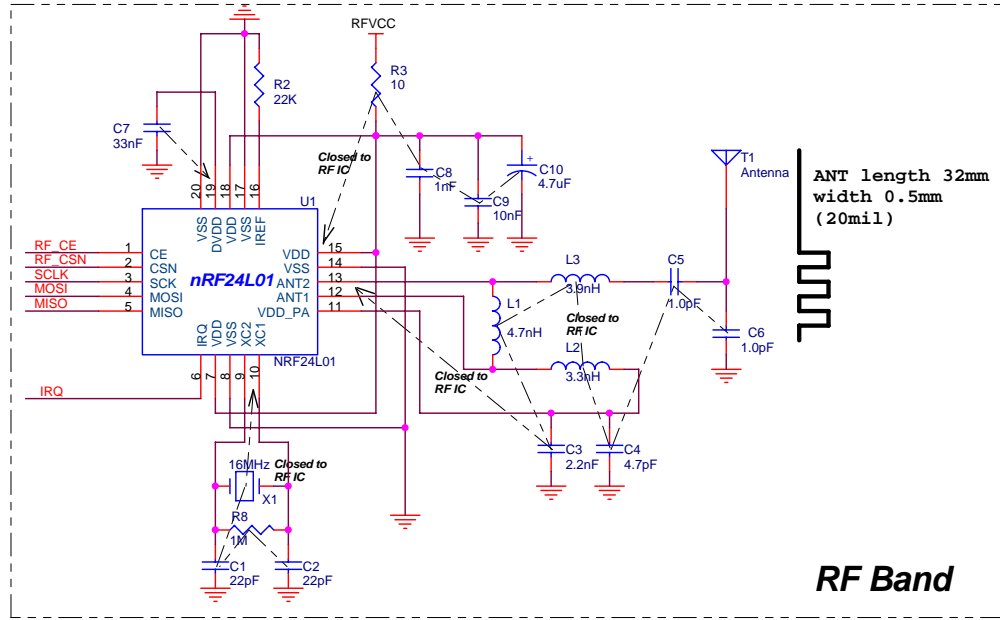 RFVCC
R2
22K
R3
10
C7
33nF
Closed to
RF IC
C8
1nF
C9
10nF
+
C10
4.7uF
T1
Antenna
ANT length 32mm
width 0.5mm
(20mil)
20
19
18
17
16
U1
VSS
DVDD
VDD
VSS
IREF
RF_CE
1
CE
RF_CSN
2
CSN
SCLK
3
SCK
MOSI
4
MOSI
MISO
5
MISO
nRF24L01
VDD
15
VSS
14
ANT2
13
ANT1
12
VDD_PA
11
IRQ
VDD
VSS
XC2
XC1
NRF24L01
6
7
8
9
10
IRQ
L3
3.9nH
C5
1.0pF
L1
4.7nH
Closed to
RF IC
C6
1.0pF
L2
3.3nH
Closed to
RF IC
C3
2.2nF
C4
4.7pF
16MHz
Closed to
RF IC
X1
R8
1M
C1
22pF
C2
22pF
RF Band